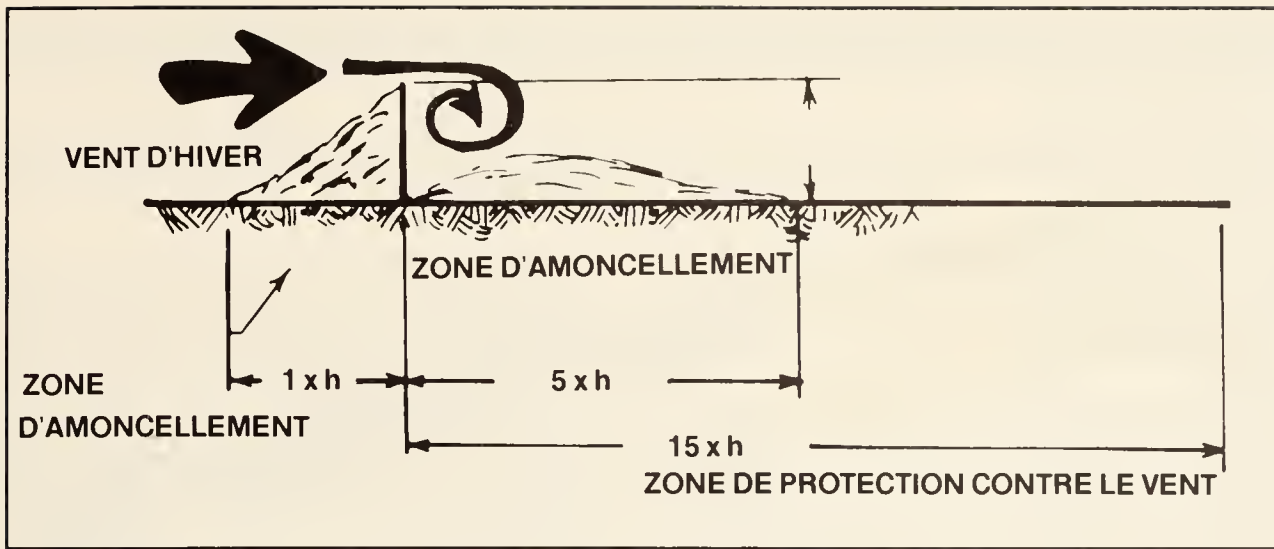 VENT D'HIVER
ZONE D'AMONCELLEMENT
ZONE
D'AMONCELLEMENT
1 x h
5 x h
15 x h
ZONE DE PROTECTION CONTRE LE VENT